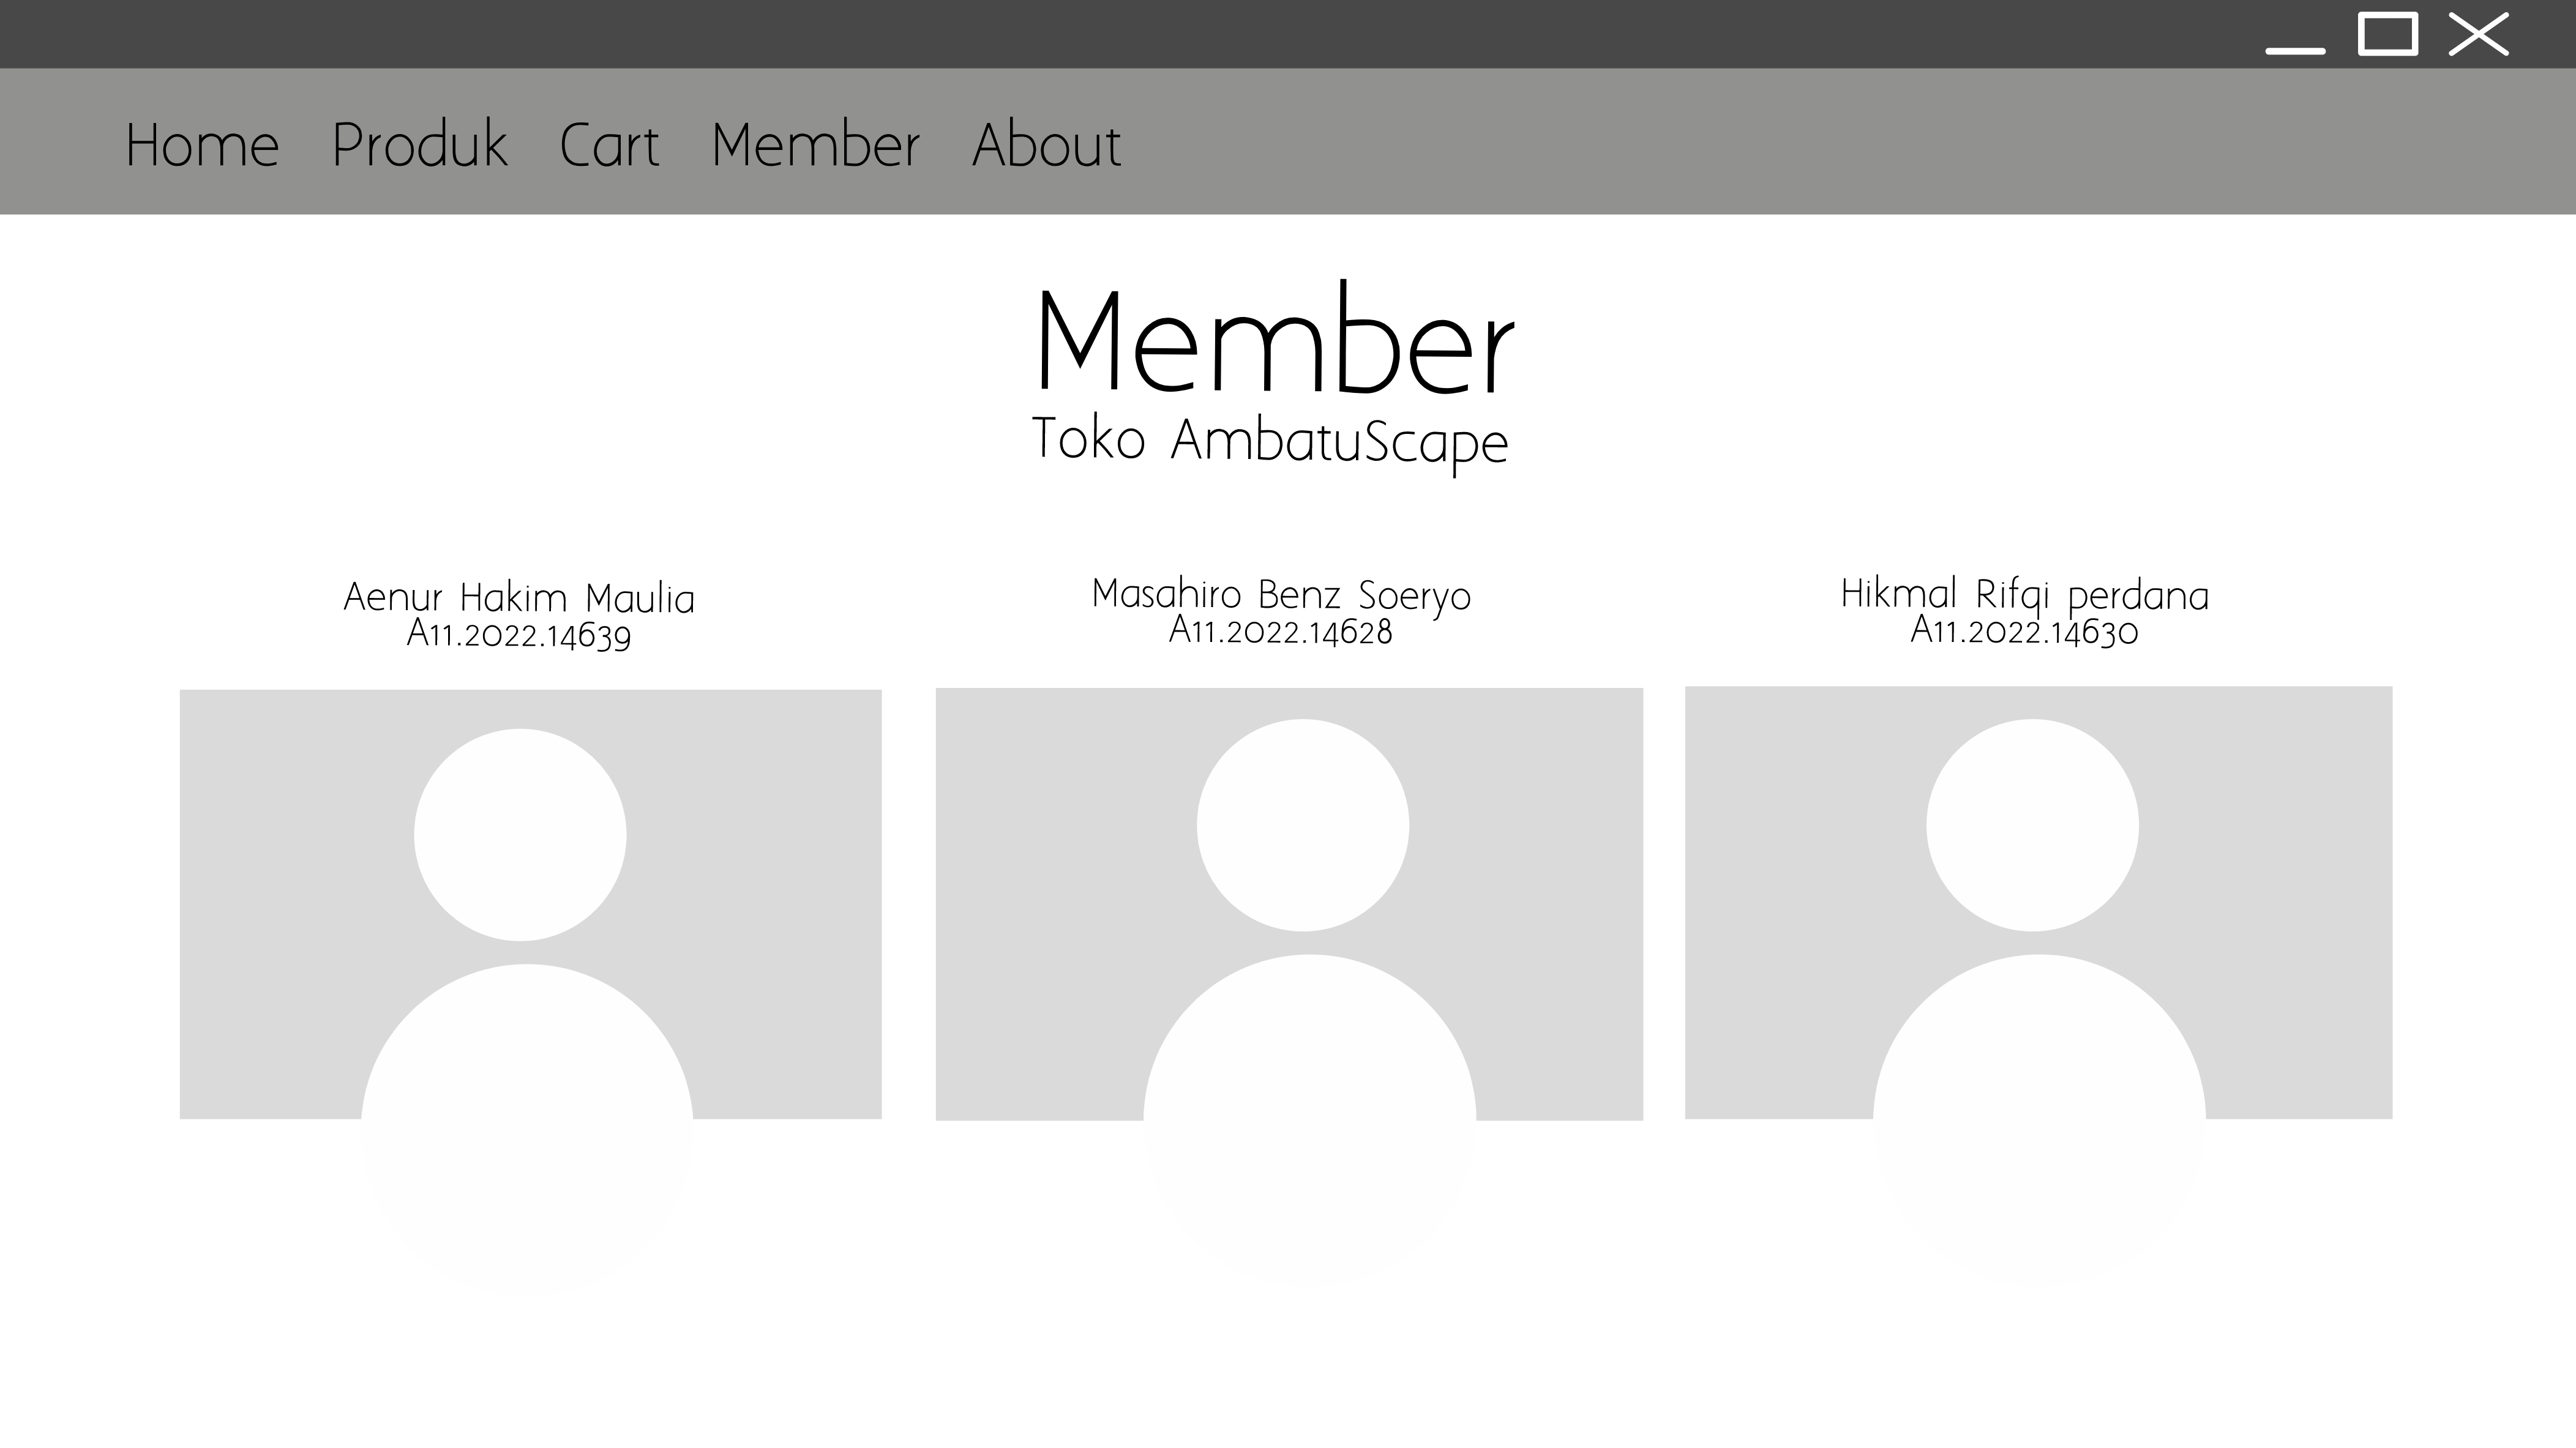 Home Produk Cart Member About
Member
Toko AmbatuScape
Aenur Hakim Maulia
A11.2022.14639
Masahiro Benz Soeryo
A11.2022.14628
Hikmal Rifqi perdana
A11.2022.14630